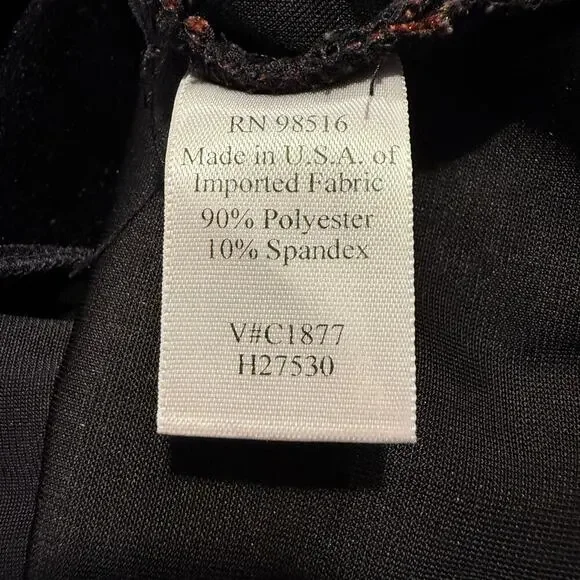 RN 98516
Made in U.S.A. of
Imported Fabric
90% Polyester
10% Spandex
V#C1877
H27530